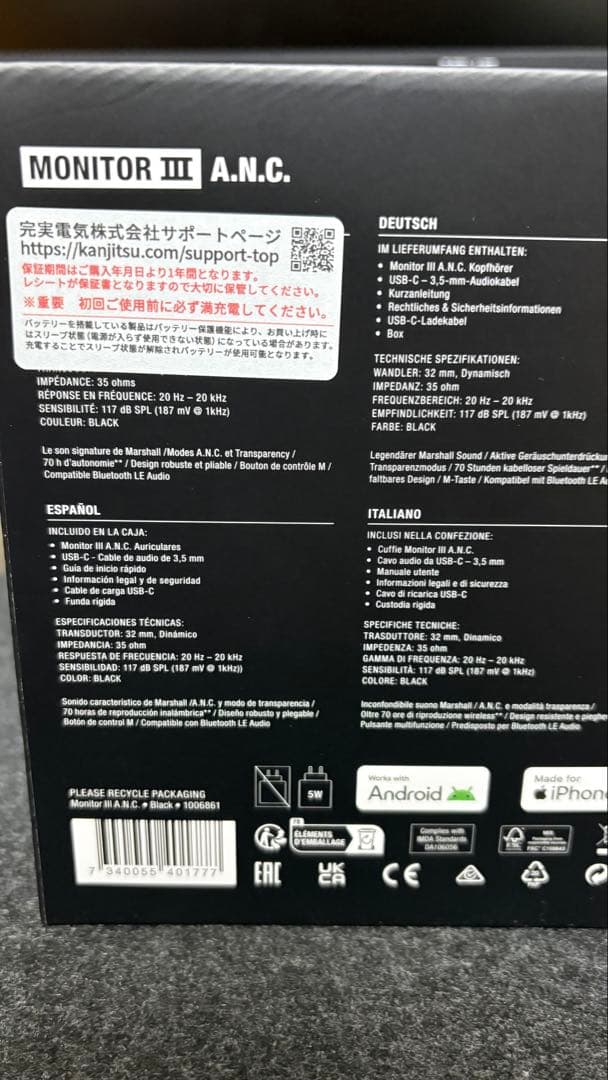 MONITOR III A.N.C.
完実電気株式会社サポートページ
https://kanjitsu.com/support-top
保証期間はご購入年月日より1年間となります。
レシートが保証書となりますので大切に保管してください。
※重要 初回ご使用前に必ず満充電してください。
バッテリーを搭載している製品はバッテリー保護機能により、お買い上げ時に
はスリープ状態(電源が入らず使用できない状態)になっている場合があります。
充電することでスリープ状態が解除されバッテリーが使用可能となります。
IMPÉDANCE: 35 ohms
RÉPONSE EN FRÉQUENCE: 20 Hz – 20 kHz
SENSIBILITÉ: 117 dB SPL (187 mV @ 1kHz)
COULEUR: BLACK
Le son signature de Marshall /Modes A.N.C. et Transparency /
70 h d'autonomie** / Design robuste et pliable / Bouton de contrôle M /
Compatible Bluetooth LE Audio
DEUTSCH
IM LIEFERUMFANG ENTHALTEN:
• Monitor III A.N.C. Kopfhörer
• USB-C – 3,5-mm-Audiokabel
• Kurzanleitung
• Rechtliches & Sicherheitsinformationen
• USB-C-Ladekabel
• Box
TECHNISCHE SPEZIFIKATIONEN:
WANDLER: 32 mm, Dynamisch
IMPEDANZ: 35 ohm
FREQUENZBEREICH: 20 Hz – 20 kHz
EMPFINDLICHKEIT: 117 dB SPL (187 mV @ 1kHz)
FARBE: BLACK
Legendärer Marshall Sound / Aktive Geräuschunterdrücku
Transparenzmodus / 70 Stunden kabelloser Spieldauer** /
faltbares Design / M-Taste / Kompatibel mit Bluetooth LE A
ESPAÑOL
INCLUIDO EN LA CAJA:
• Monitor III A.N.C. Auriculares
• USB-C - Cable de audio de 3,5 mm
• Guía de inicio rápido
• Información legal y de seguridad
• Cable de carga USB-C
• Funda rígida
ESPECIFICACIONES TÉCNICAS:
TRANSDUCTOR: 32 mm, Dinámico
IMPEDANCIA: 35 ohm
RESPUESTA DE FRECUENCIA: 20 Hz – 20 kHz
SENSIBILIDAD: 117 dB SPL (187 mV @ 1kHz))
COLOR: BLACK
Sonido característico de Marshall /A.N.C. y modo de transparencia /
70 horas de reproducción inalámbrica** / Diseño robusto y plegable /
Botón de control M / Compatible con Bluetooth LE Audio
ITALIANO
INCLUSI NELLA CONFEZIONE:
• Cuffie Monitor III A.N.C.
• Cavo audio da USB-C – 3,5 mm
• Manuale utente
• Informazioni legali e di sicurezza
• Cavo di ricarica USB-C
• Custodia rigida
SPECIFICHE TECNICHE:
TRASDUTTORE: 32 mm, Dinamico
IMPEDENZA: 35 ohm
GAMMA DI FREQUENZA: 20 Hz – 20 kHz
SENSIBILITÀ: 117 dB SPL (187 mV @ 1kHz)
COLORE: BLACK
Inconfondibile suono Marshall / A.N.C. e modalità trasparenza /
Oltre 70 ore di riproduzione wireless** / Design resistente e pieghe
Pulsante multifunzione / Predisposto per Bluetooth LE Audio
PLEASE RECYCLE PACKAGING
Monitor III A.N.C. • Black • 1006861
7 340055 401777
5W
Works with
Android
Made for
iPhon
FR
ÉLÉMENTS
D'EMBALLAGE
Complies with
IMDA Standards
DA106056
FSC
MIX
EAC
UK
CA
CE